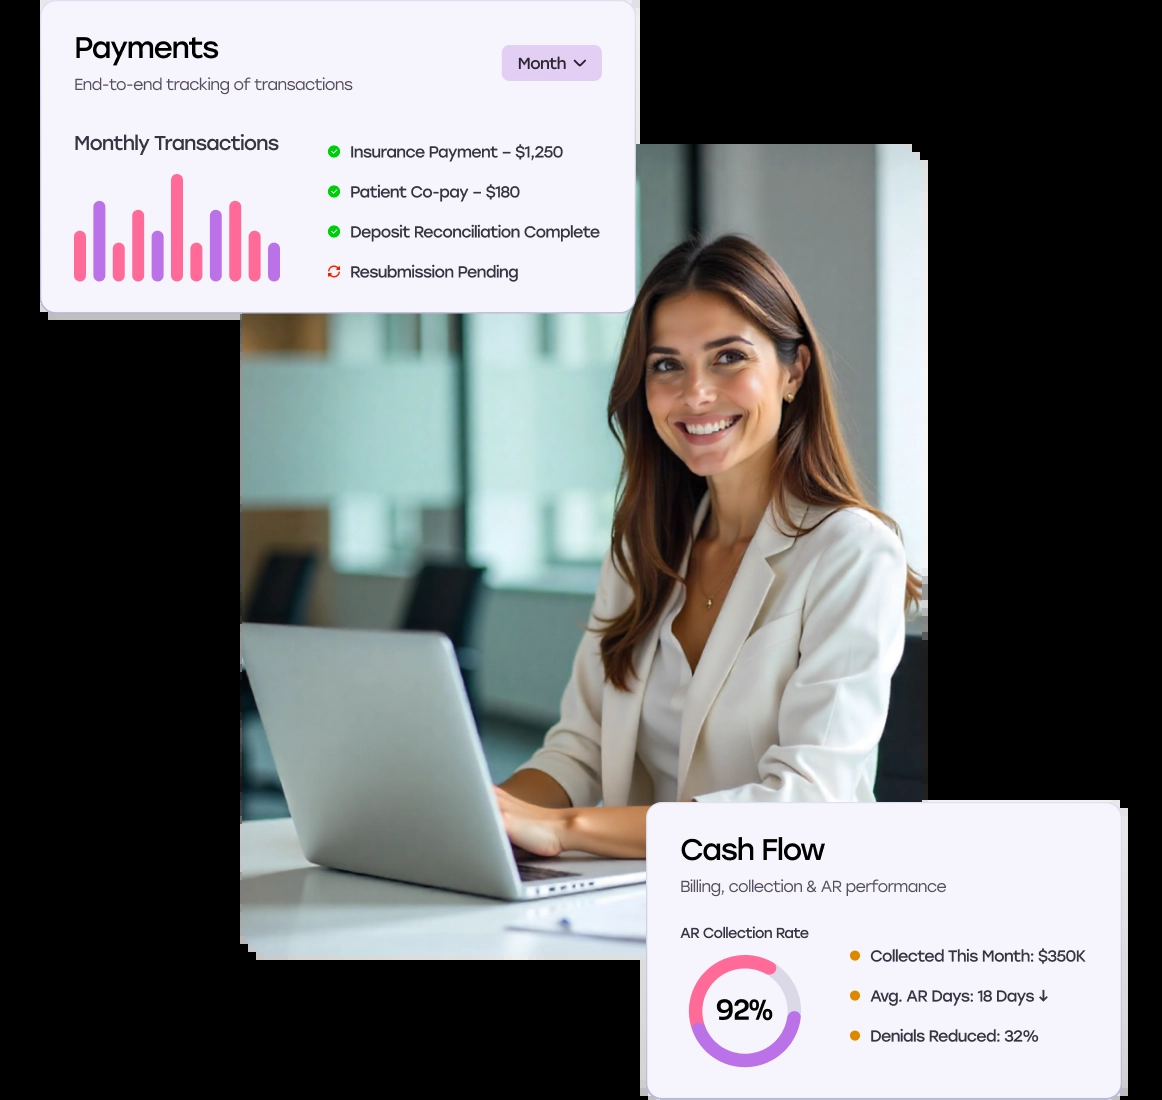 Payments
End-to-end tracking of transactions
Month
Monthly Transactions
Insurance Payment – $1,250
Patient Co-pay – $180
Deposit Reconciliation Complete
Resubmission Pending
Cash Flow
Billing, collection & AR performance
AR Collection Rate
92%
Collected This Month: $350K
Avg. AR Days: 18 Days ↓
Denials Reduced: 32%